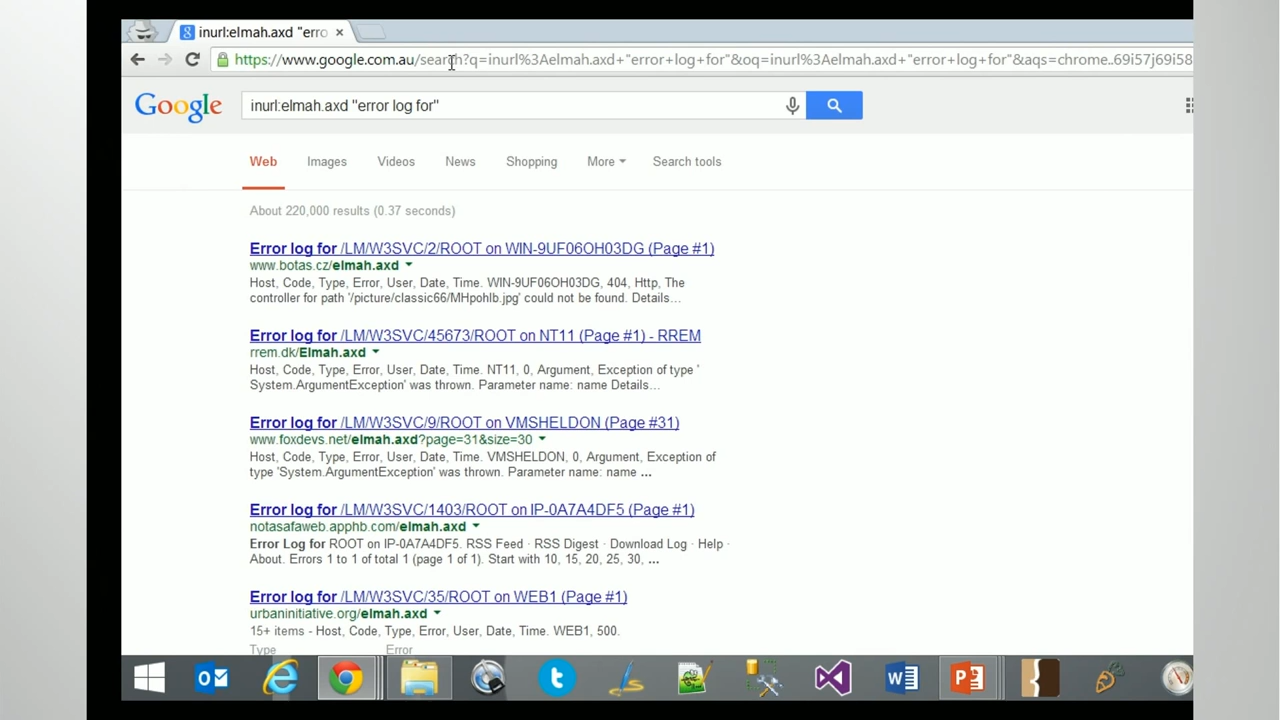 inurl:elmah.axd "erro
https://www.google.com.au/search?q=inurl%3Aelmah.axd+"error+log+for"&oq=inurl%3Aelmah.axd+"error+log+for"&aqs=chrome..69i57j69i58
Google
inurl:elmah.axd "error log for"
Web Images Videos News Shopping More Search tools
About 220,000 results (0.37 seconds)
Error log for /LM/W3SVC/2/ROOT on WIN-9UF06OH03DG (Page #1)
www.botas.cz/elmah.axd
Host, Code, Type, Error, User, Date, Time. WIN-9UF06OH03DG, 404, Http, The
controller for path '/picture/classic66/MHpohlb.jpg' could not be found. Details...
Error log for /LM/W3SVC/45673/ROOT on NT11 (Page #1) - RREM
rrem.dk/Elmah.axd
Host, Code, Type, Error, User, Date, Time. NT11, 0, Argument, Exception of type '
System.ArgumentException' was thrown. Parameter name: name Details...
Error log for /LM/W3SVC/9/ROOT on VMSHELDON (Page #31)
www.foxdevs.net/elmah.axd?page=31&size=30
Host, Code, Type, Error, User, Date, Time. VMSHELDON, 0, Argument, Exception of
type 'System.ArgumentException' was thrown. Parameter name: name ...
Error log for /LM/W3SVC/1403/ROOT on IP-0A7A4DF5 (Page #1)
notasafaweb.apphb.com/elmah.axd
Error Log for ROOT on IP-0A7A4DF5. RSS Feed · RSS Digest · Download Log · Help ·
About. Errors 1 to 1 of total 1 (page 1 of 1). Start with 10, 15, 20, 25, 30, ...
Error log for /LM/W3SVC/35/ROOT on WEB1 (Page #1)
urbaninitiative.org/elmah.axd
15+ items - Host, Code, Type, Error, User, Date, Time. WEB1, 500.
Type Error